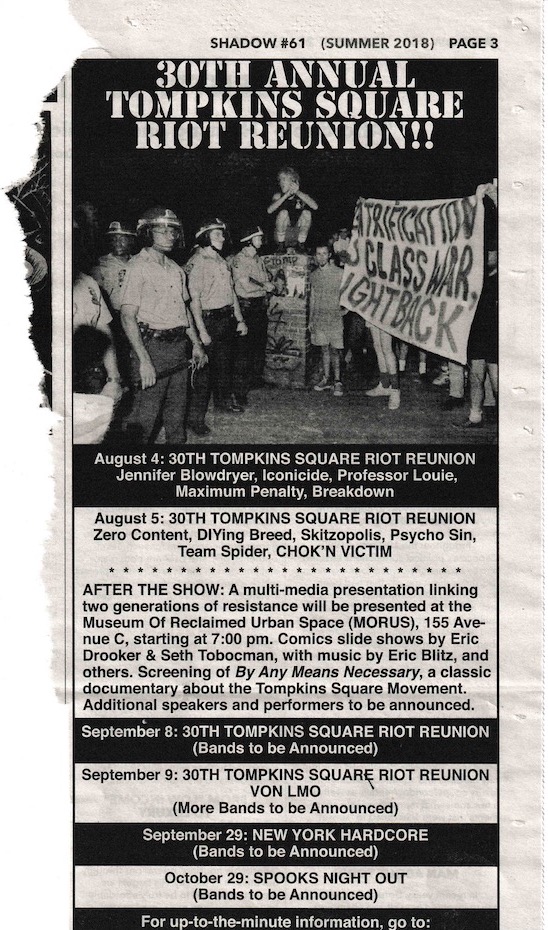 SHADOW #61 (SUMMER 2018) PAGE 3
30TH ANNUAL
TOMPKINS SQUARE
RIOT REUNION!!
NTRIFICATION
CLASS WAR,
IGHT BACK
August 4: 30TH TOMPKINS SQUARE RIOT REUNION
Jennifer Blowdryer, Iconicide, Professor Louie,
Maximum Penalty, Breakdown
August 5: 30TH TOMPKINS SQUARE RIOT REUNION
Zero Content, DIYing Breed, Skitzopolis, Psycho Sin,
Team Spider, CHOK'N VICTIM
* * * * * * * * * * * * * * * * * * * * * * * *
AFTER THE SHOW: A multi-media presentation linking
two generations of resistance will be presented at the
Museum Of Reclaimed Urban Space (MORUS), 155 Ave-
nue C, starting at 7:00 pm. Comics slide shows by Eric
Drooker & Seth Tobocman, with music by Eric Blitz, and
others. Screening of By Any Means Necessary, a classic
documentary about the Tompkins Square Movement.
Additional speakers and performers to be announced.
September 8: 30TH TOMPKINS SQUARE RIOT REUNION
(Bands to be Announced)
September 9: 30TH TOMPKINS SQUARE RIOT REUNION
VON LMO
(More Bands to be Announced)
September 29: NEW YORK HARDCORE
(Bands to be Announced)
October 29: SPOOKS NIGHT OUT
(Bands to be Announced)
For up-to-the-minute information, go to: